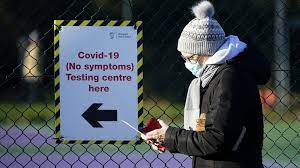 Covid-19
(No symptoms)
Testing centre
here